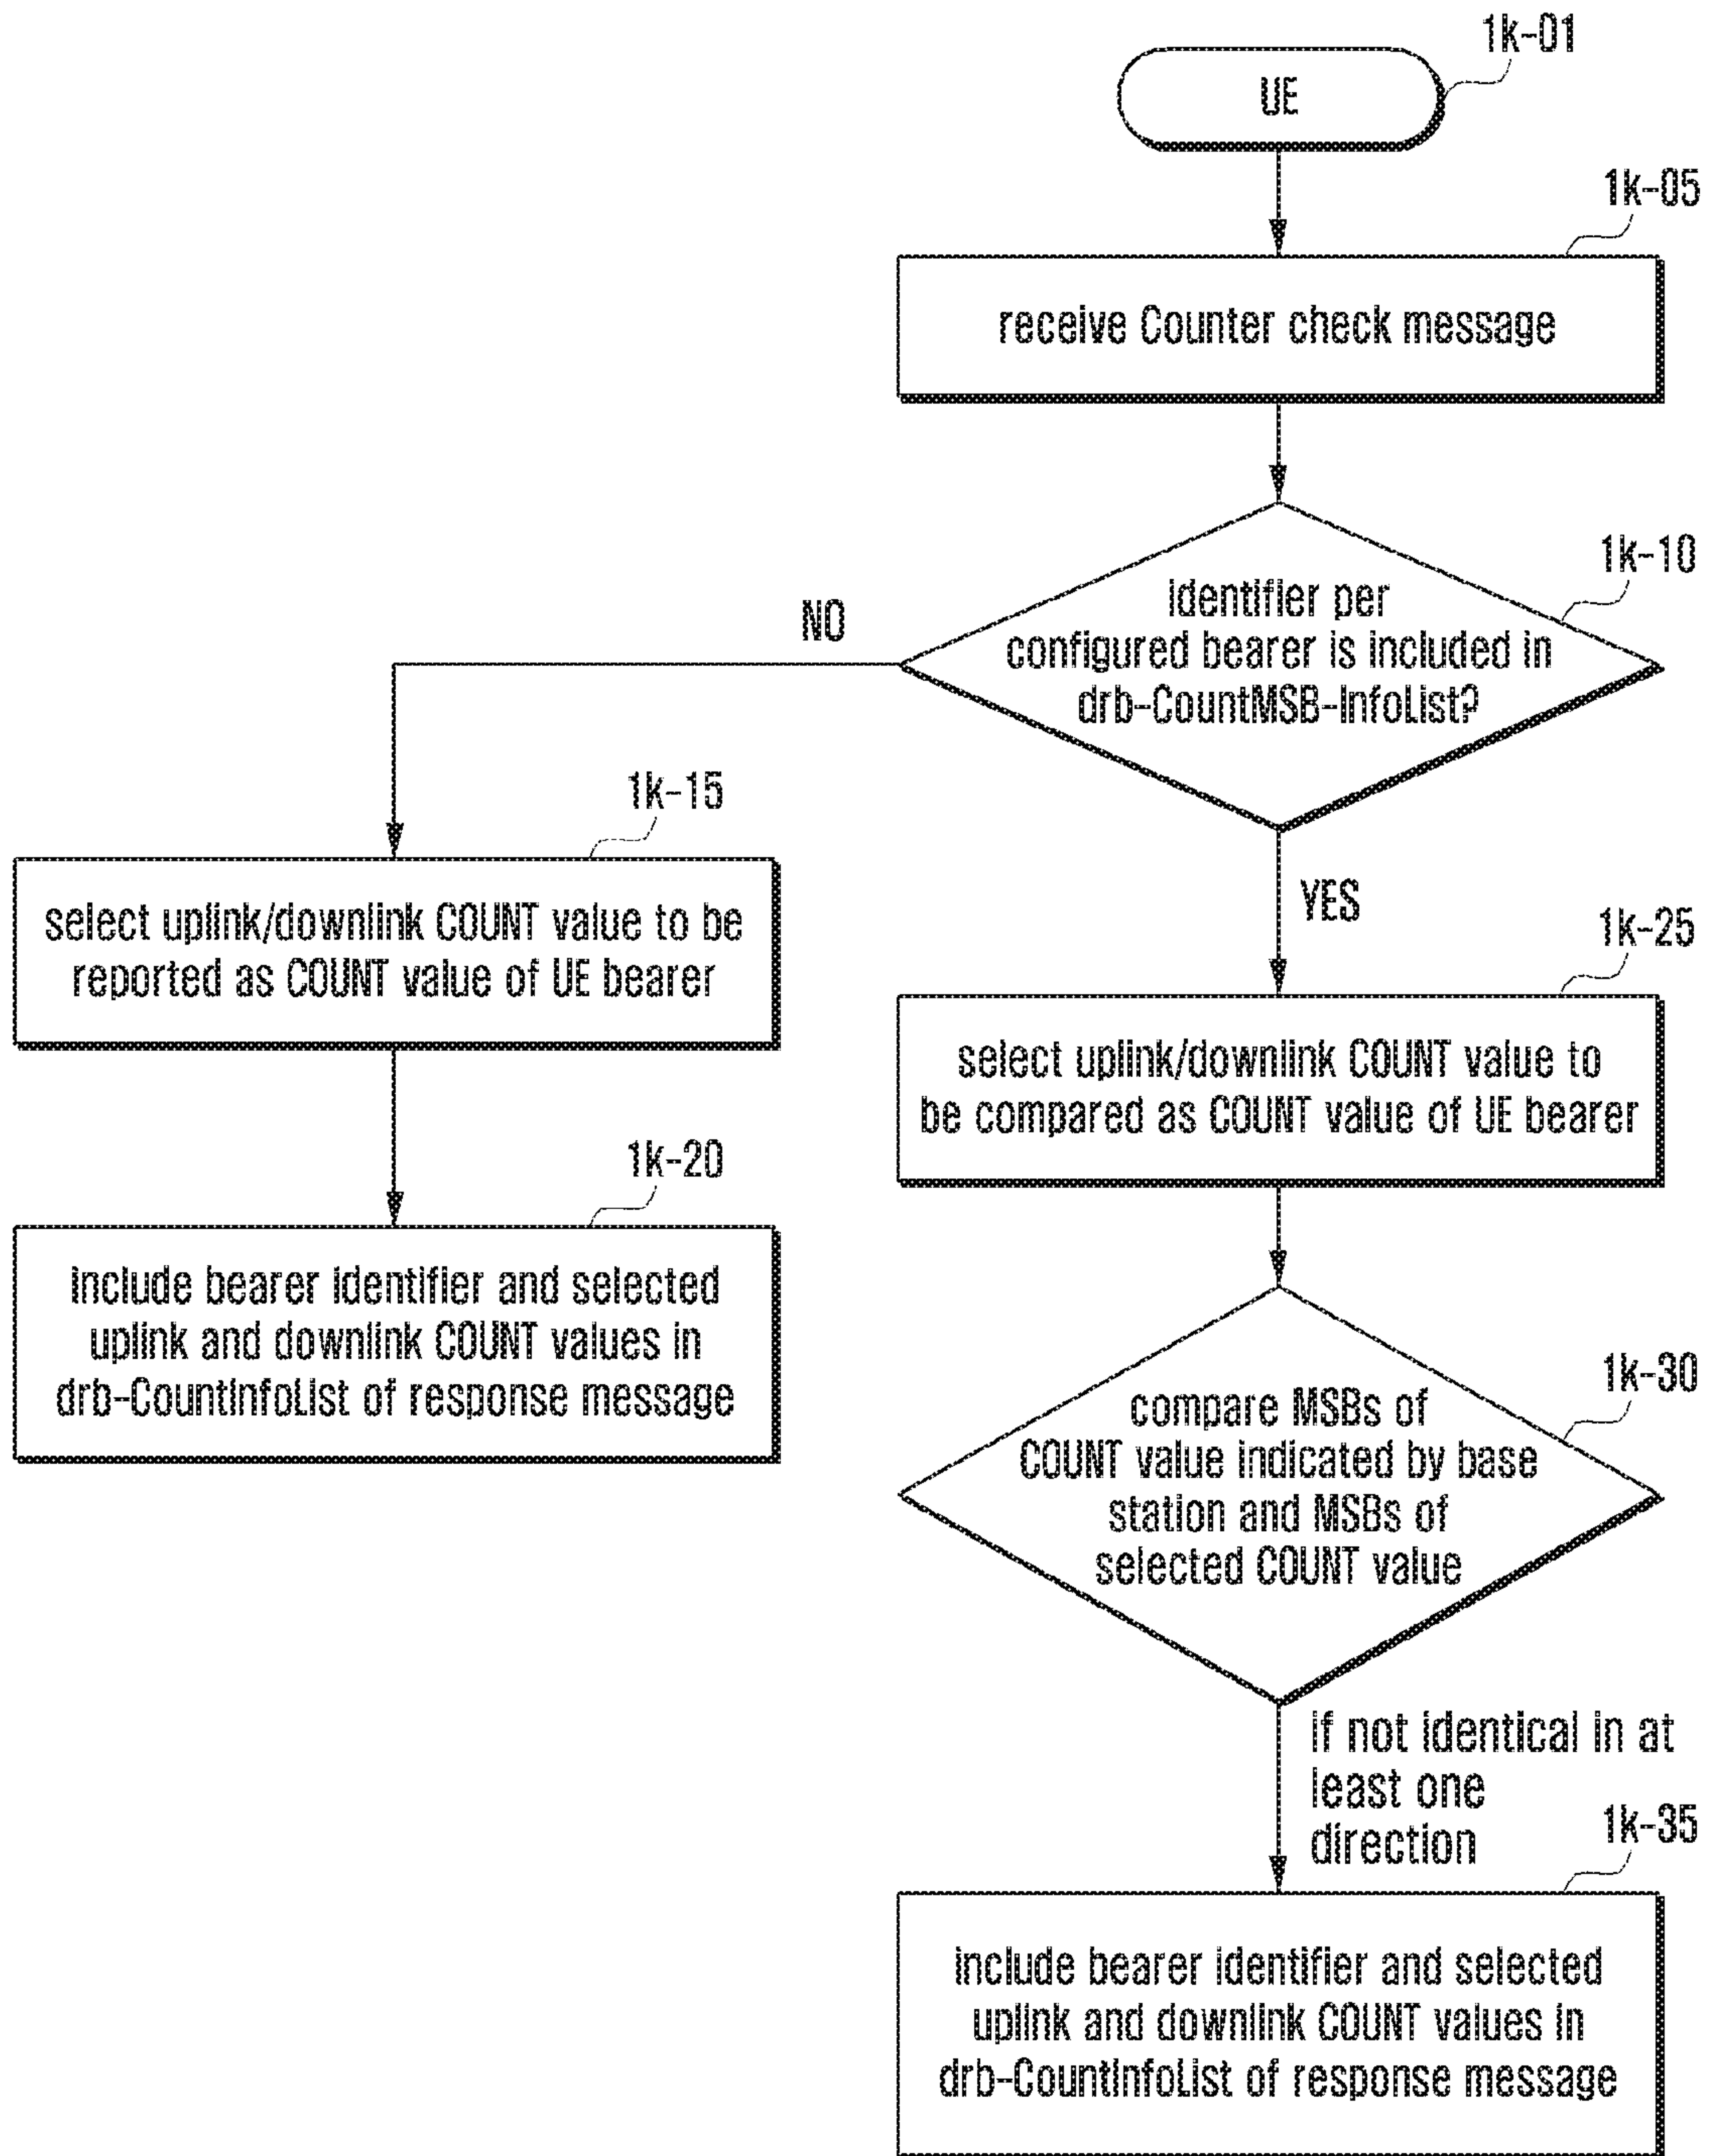 1k-01
UE
1k-05
receive Counter check message
1k-10
identifier per
configured bearer is included in
drb-CountMSB-InfoList?
NO
YES
1k-15
select uplink/downlink COUNT value to be
reported as COUNT value of UE bearer
1k-25
select uplink/downlink COUNT value to
be compared as COUNT value of UE bearer
1k-20
include bearer identifier and selected
uplink and downlink COUNT values in
drb-CountInfoList of response message
1k-30
compare MSBs of
COUNT value indicated by base
station and MSBs of
selected COUNT value
if not identical in at
least one
direction
1k-35
include bearer identifier and selected
uplink and downlink COUNT values in
drb-CountInfoList of response message